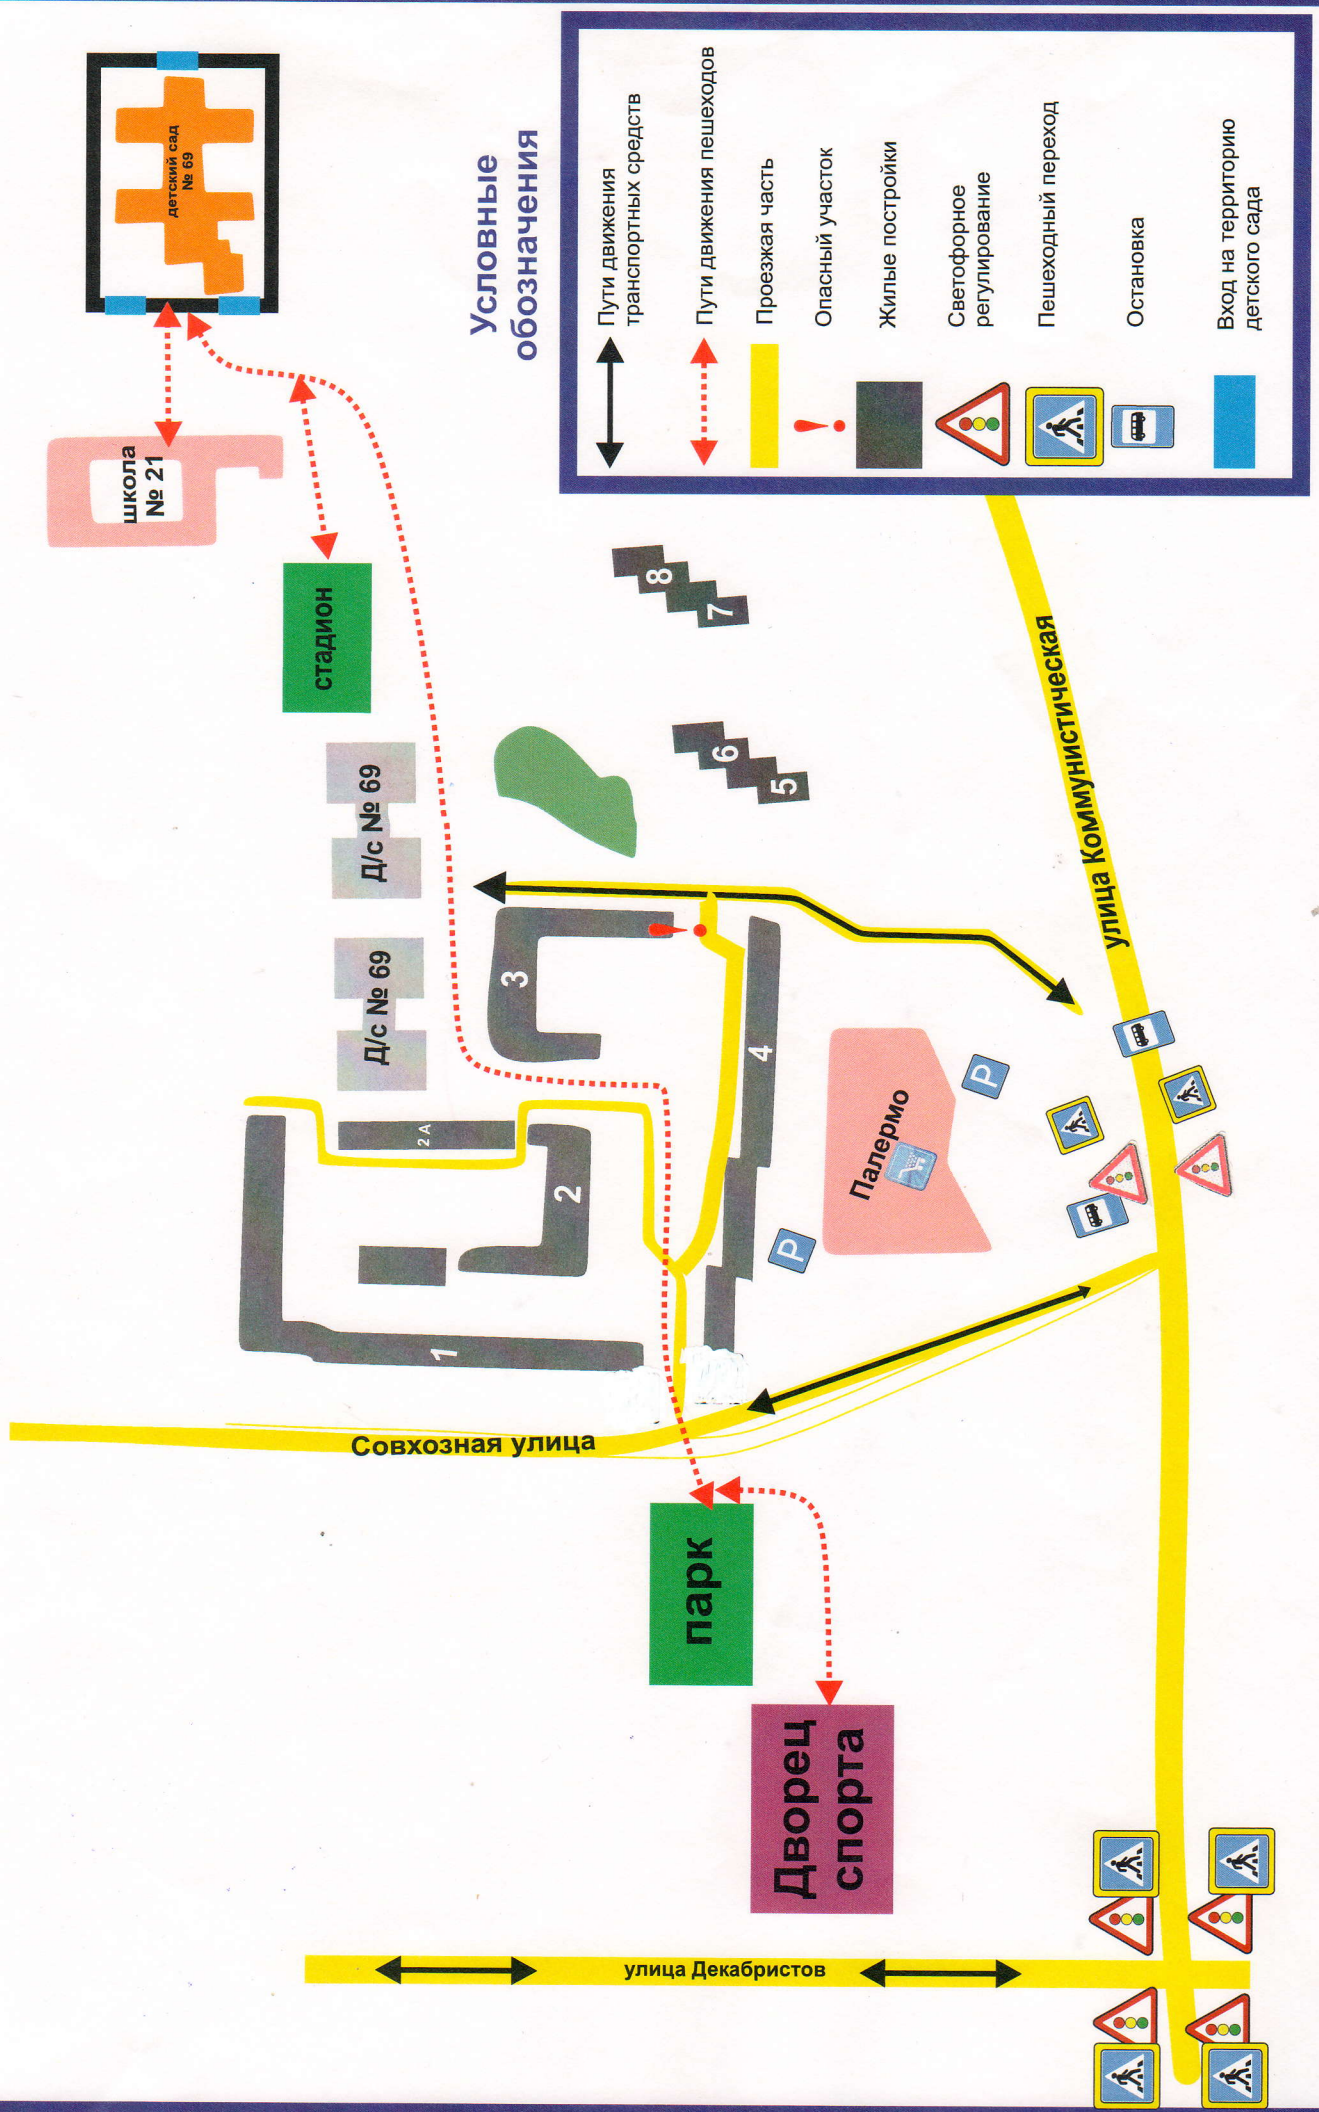 детский сад
№ 69
школа
№ 21
стадион
Д/с № 69
Д/с № 69
1
2
2 А
3
4
5
6
7
8
Палермо
P
P
Совхозная улица
парк
Дворец
спорта
улица Декабристов
улица Коммунистическая
Условные
обозначения
Пути движения
транспортных средств
Пути движения пешеходов
Проезжая часть
Опасный участок
Жилые постройки
Светофорное
регулирование
Пешеходный переход
Остановка
Вход на территорию
детского сада